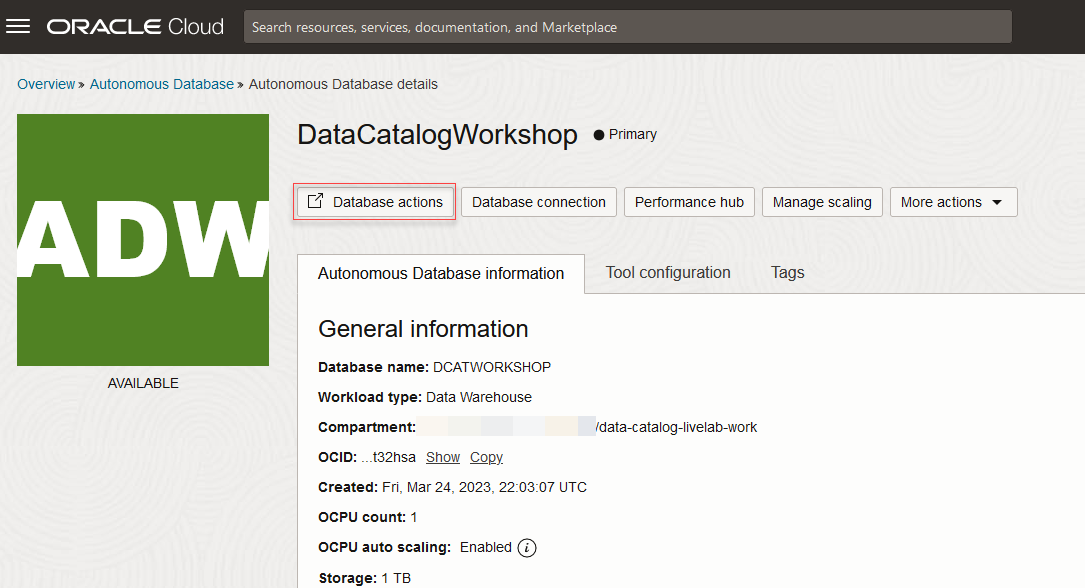 ORACLE Cloud
Search resources, services, documentation, and Marketplace
Overview » Autonomous Database » Autonomous Database details
ADW
AVAILABLE
DataCatalogWorkshop
Primary
Database actions
Database connection
Performance hub
Manage scaling
More actions
Autonomous Database information
Tool configuration
Tags
General information
Database name: DCATWORKSHOP
Workload type: Data Warehouse
Compartment: /data-catalog-livelab-work
OCID: ...t32hsa Show Copy
Created: Fri, Mar 24, 2023, 22:03:07 UTC
OCPU count: 1
OCPU auto scaling: Enabled i
Storage: 1 TB